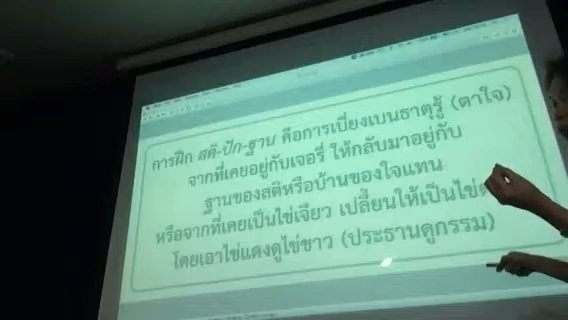 การฝึก สติ-ปัก-ฐาน คือการเบี่ยงเบนธาตุรู้ (ตาใจ)
จากที่เคยอยู่กับเจอรี่ ให้กลับมาอยู่กับ
ฐานของสติหรือบ้านของใจแทน
หรือจากที่เคยเป็นไข่เจียว เปลี่ยนให้เป็น
โดยเอาไข่แดงดูไข่ขาว (ประธานดูกรรม)